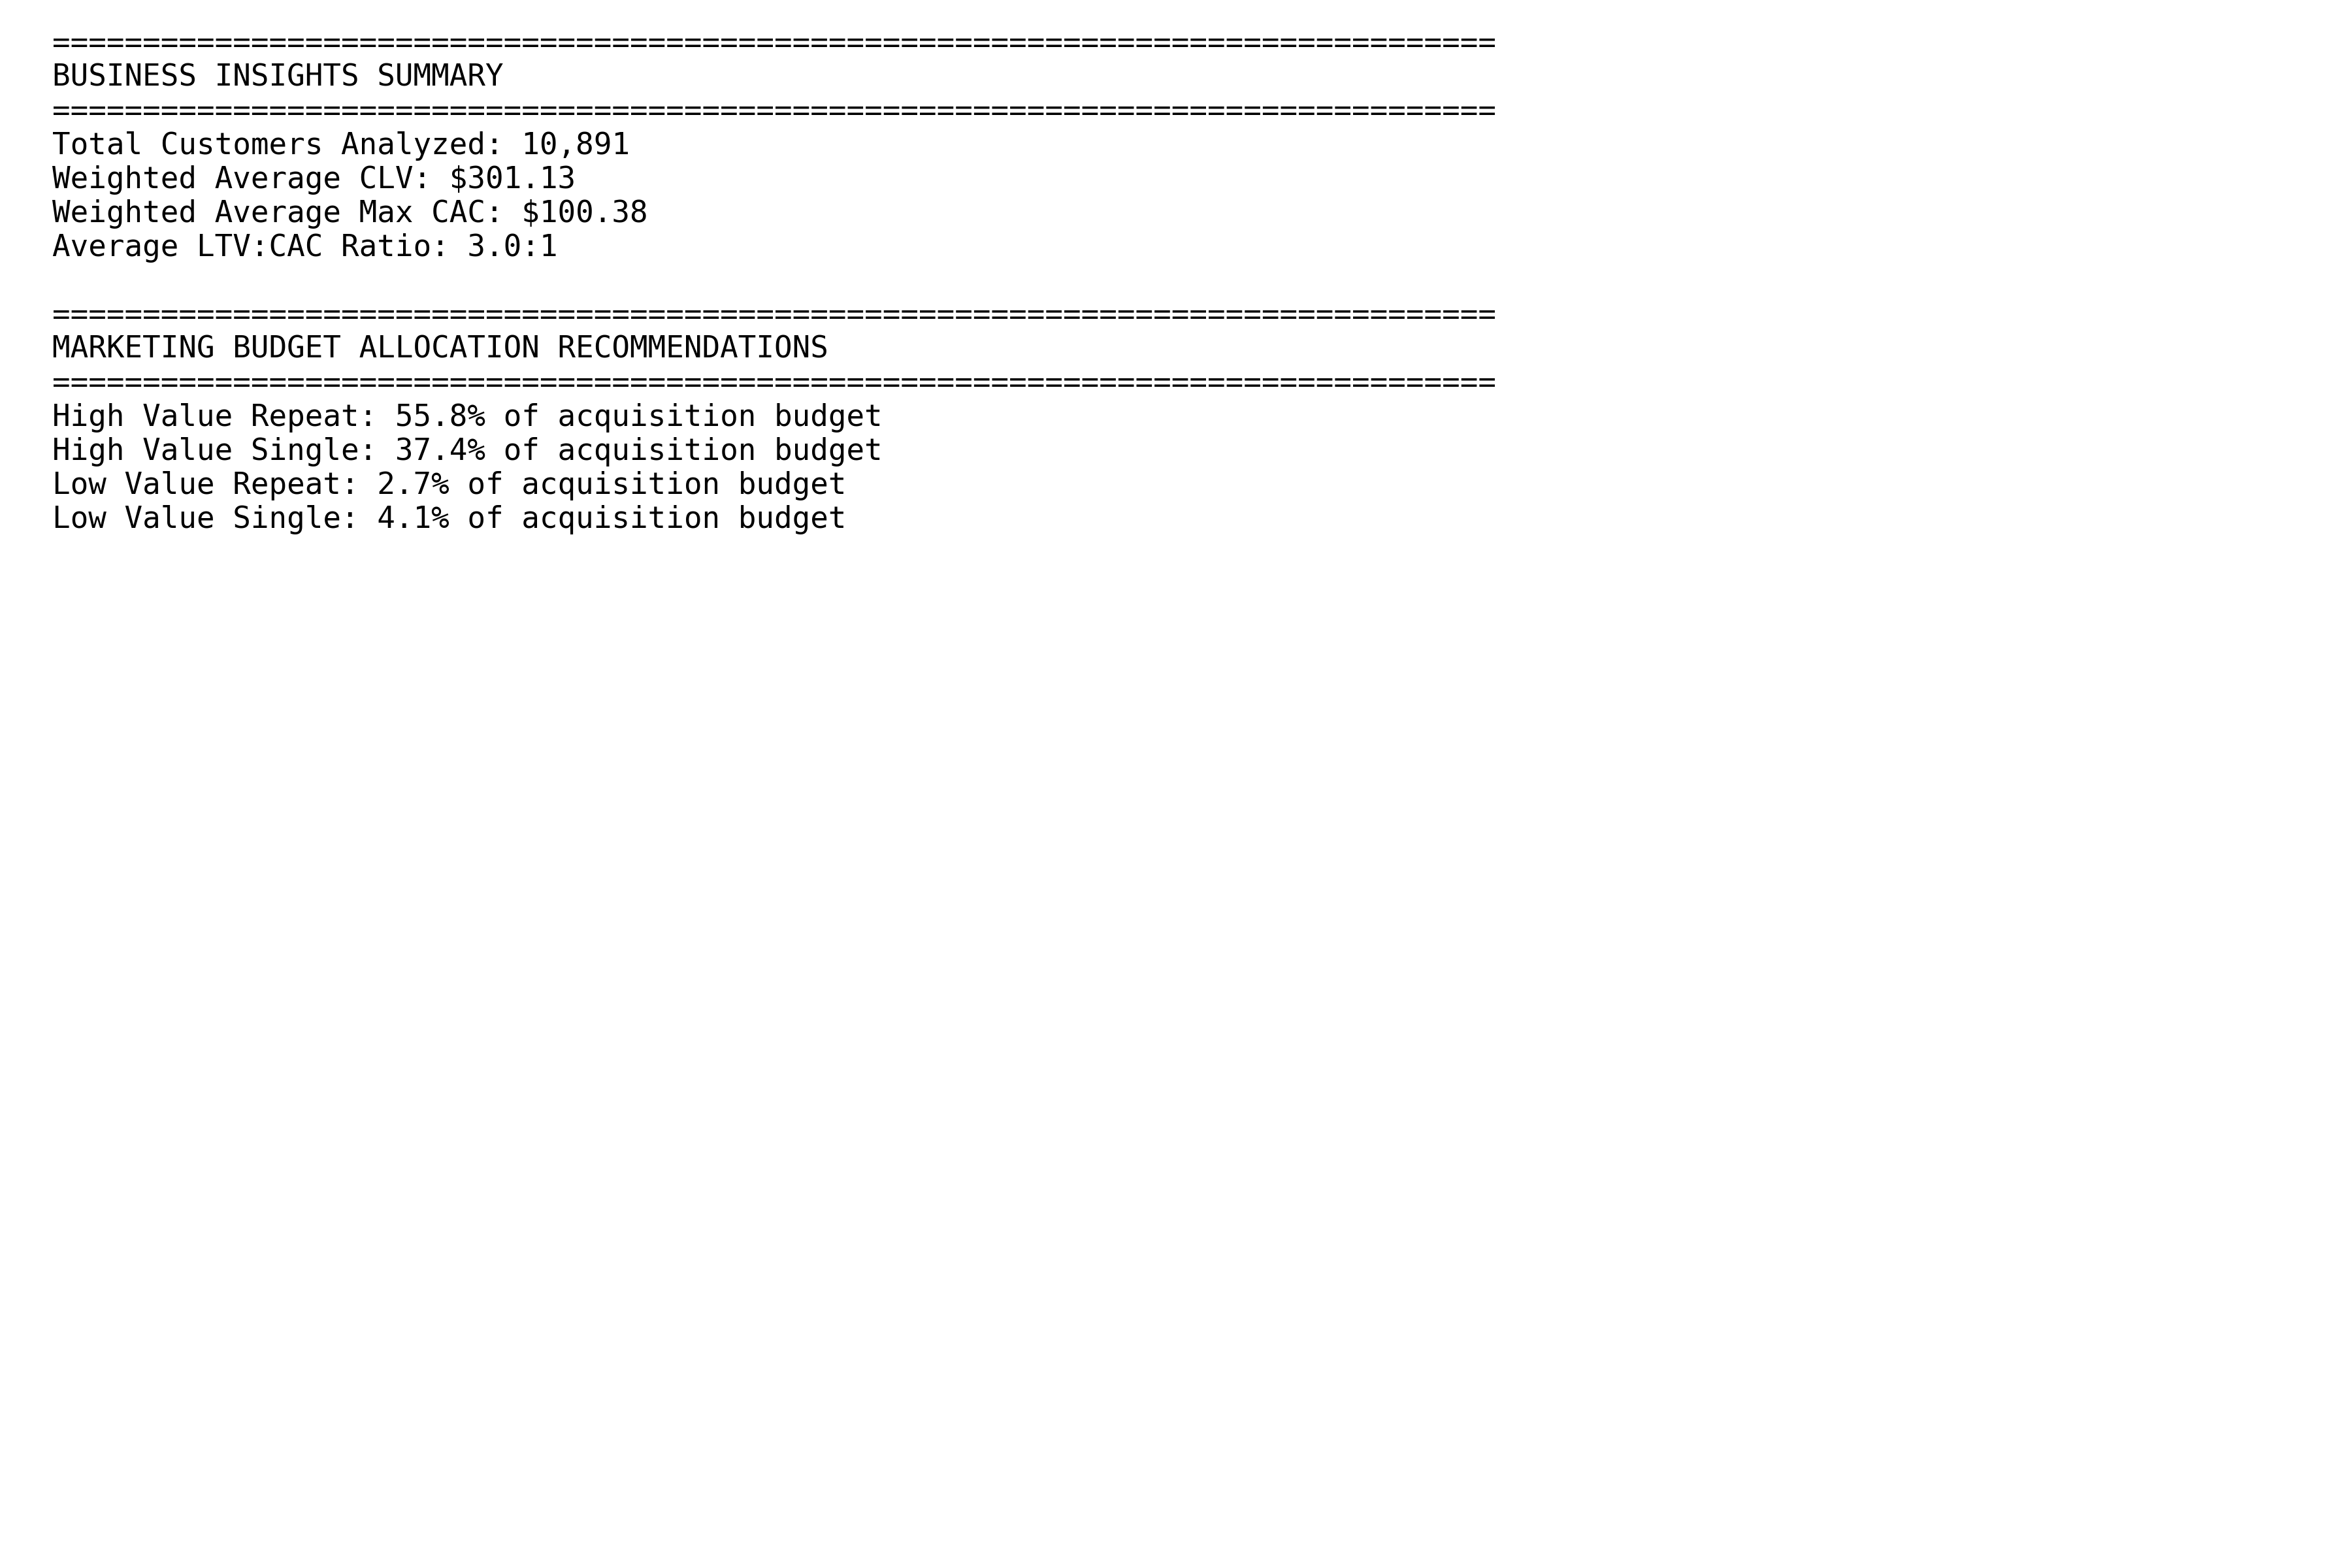 ================================================================================
BUSINESS INSIGHTS SUMMARY
================================================================================
Total Customers Analyzed: 10,891
Weighted Average CLV: $301.13
Weighted Average Max CAC: $100.38
Average LTV:CAC Ratio: 3.0:1

================================================================================
MARKETING BUDGET ALLOCATION RECOMMENDATIONS
================================================================================
High Value Repeat: 55.8% of acquisition budget
High Value Single: 37.4% of acquisition budget
Low Value Repeat: 2.7% of acquisition budget
Low Value Single: 4.1% of acquisition budget